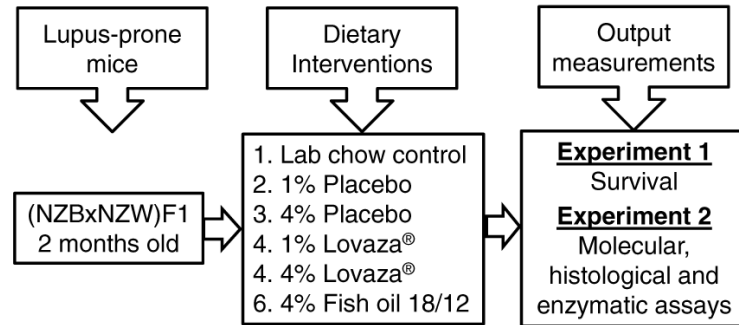 Lupus-prone
mice
Dietary
Interventions
Output
measurements
(NZBxNZW)F1
2 months old
1. Lab chow control
2. 1% Placebo
3. 4% Placebo
4. 1% Lovaza®
4. 4% Lovaza®
6. 4% Fish oil 18/12
Experiment 1
Survival
Experiment 2
Molecular,
histological and
enzymatic assays